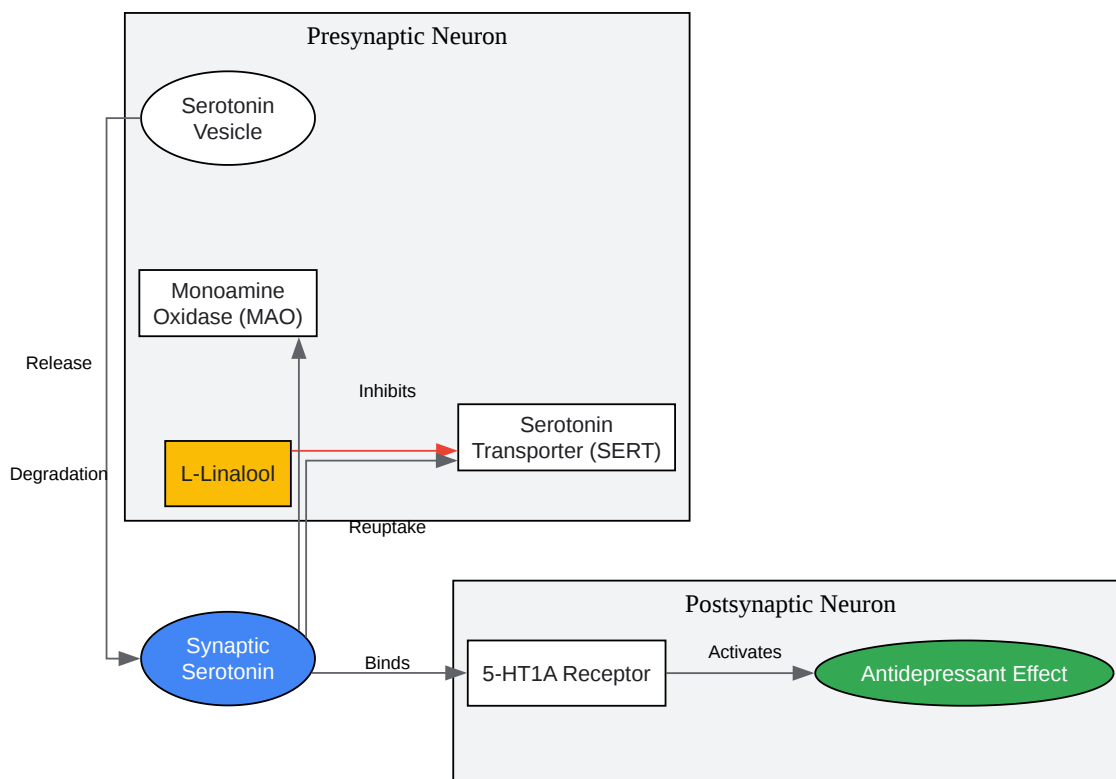 Presynaptic Neuron
Serotonin
Vesicle
Monoamine
Oxidase (MAO)
Release
Inhibits
Serotonin
Transporter (SERT)
L-Linalool
Degradation
Reuptake
Postsynaptic Neuron
Synaptic
Serotonin
Binds
5-HT1A Receptor
Activates
Antidepressant Effect